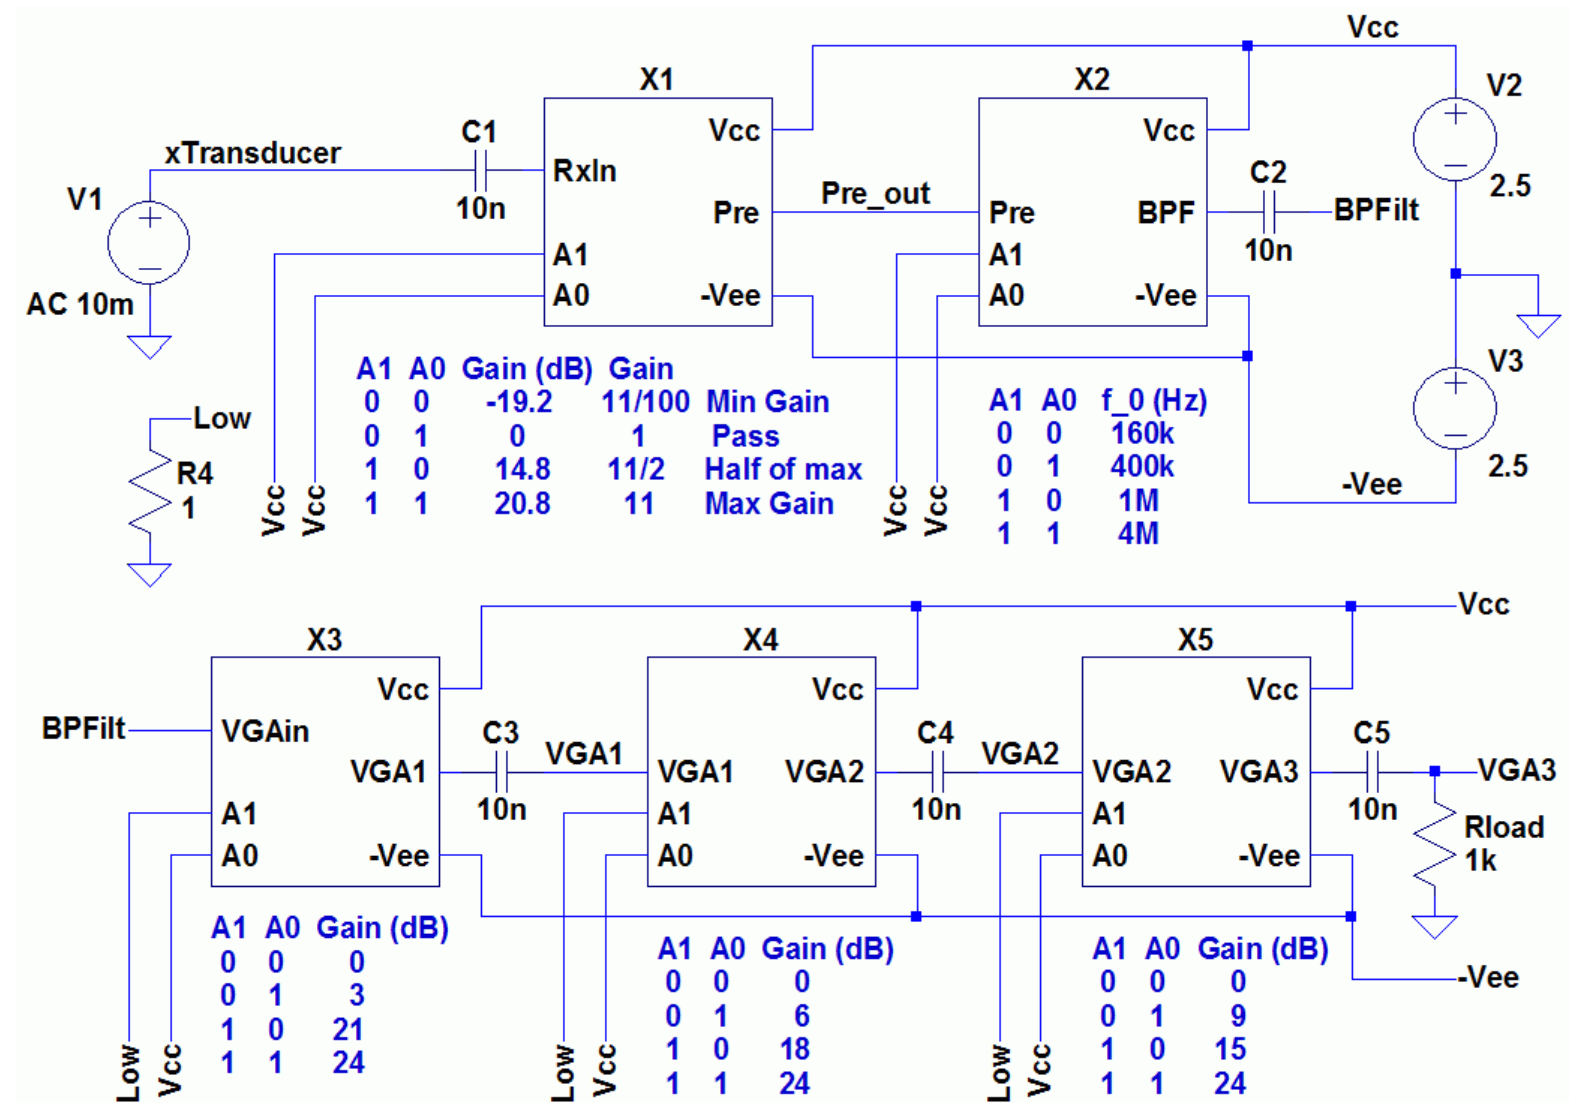 Vcc
X1
X2
V2
C1
Vcc
Vcc
xTransducer
RxIn
C2
V1
10n
Pre_out
2.5
Pre
Pre
BPF
BPFilt
A1
A1
10n
AC 10m
A0
-Vee
A0
-Vee
V3
A1 A0 Gain (dB) Gain
0 0 -19.2 11/100 Min Gain
0 1 0 1 Pass
1 0 14.8 11/2 Half of max
1 1 20.8 11 Max Gain
A1 A0 f_0 (Hz)
0 0 160k
0 1 400k
1 0 1M
1 1 4M
Low
R4
1
Vcc
Vcc
Vcc
Vcc
2.5
-Vee
Vcc
X3
X4
X5
Vcc
Vcc
Vcc
BPFilt
VGAin
C3
C4
C5
VGA1
VGA1
VGA1
VGA2
VGA2
VGA2
VGA3
VGA3
10n
10n
10n
A1
A1
A1
Rload
1k
A0
-Vee
A0
-Vee
A0
-Vee
A1 A0 Gain (dB)
0 0 0
0 1 3
1 0 21
1 1 24
A1 A0 Gain (dB)
0 0 0
0 1 6
1 0 18
1 1 24
A1 A0 Gain (dB)
0 0 0
0 1 9
1 0 15
1 1 24
-Vee
Low
Vcc
Low
Vcc
Low
Vcc